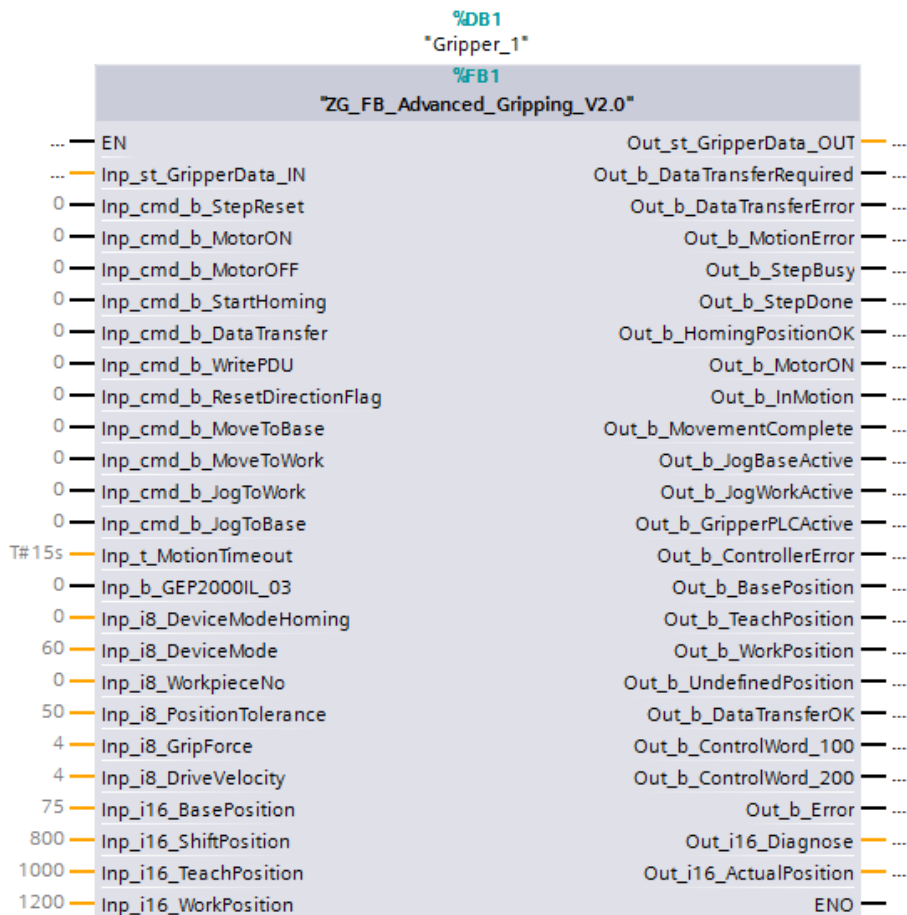 %DB1
"Gripper_1"
%FB1
"ZG_FB_Advanced_Gripping_V2.0"
... EN Out_st_GripperData_OUT ...
... Inp_st_GripperData_IN Out_b_DataTransferRequired ...
0 Inp_cmd_b_StepReset Out_b_DataTransferError ...
0 Inp_cmd_b_MotorON Out_b_MotionError ...
0 Inp_cmd_b_MotorOFF Out_b_StepBusy ...
0 Inp_cmd_b_StartHoming Out_b_StepDone ...
0 Inp_cmd_b_DataTransfer Out_b_HomingPositionOK ...
0 Inp_cmd_b_WritePDU Out_b_MotorON ...
0 Inp_cmd_b_ResetDirectionFlag Out_b_InMotion ...
0 Inp_cmd_b_MoveToBase Out_b_MovementComplete ...
0 Inp_cmd_b_MoveToWork Out_b_JogBaseActive ...
0 Inp_cmd_b_JogToWork Out_b_JogWorkActive ...
0 Inp_cmd_b_JogToBase Out_b_GripperPLCActive ...
T#15s Inp_t_MotionTimeout Out_b_ControllerError ...
0 Inp_b_GEP2000IL_03 Out_b_BasePosition ...
0 Inp_i8_DeviceModeHoming Out_b_TeachPosition ...
60 Inp_i8_DeviceMode Out_b_WorkPosition ...
0 Inp_i8_WorkpieceNo Out_b_UndefinedPosition ...
50 Inp_i8_PositionTolerance Out_b_DataTransferOK ...
4 Inp_i8_GripForce Out_b_ControlWord_100 ...
4 Inp_i8_DriveVelocity Out_b_ControlWord_200 ...
75 Inp_i16_BasePosition Out_b_Error ...
800 Inp_i16_ShiftPosition Out_i16_Diagnose ...
1000 Inp_i16_TeachPosition Out_i16_ActualPosition ...
1200 Inp_i16_WorkPosition ENO